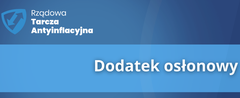 Rządowa
Tarcza
Antyinflacyjna
Dodatek osłonowy